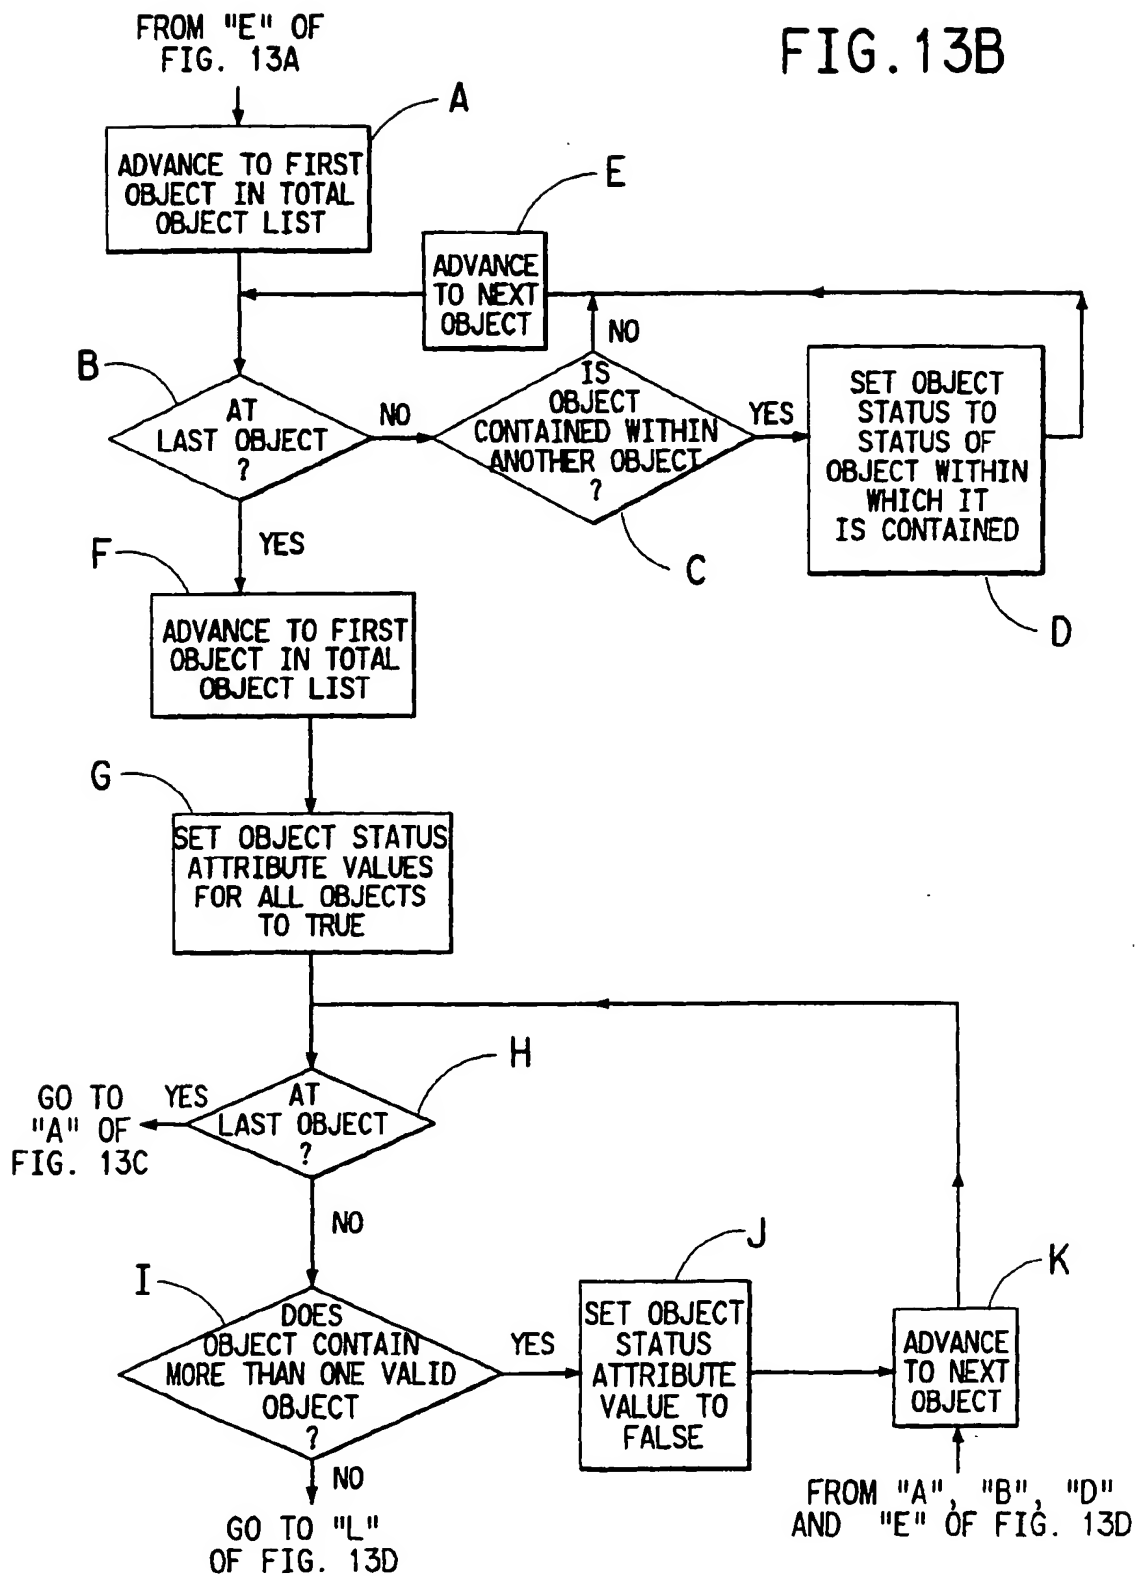 FROM "E" OF
FIG. 13A
FIG.13B
A
ADVANCE TO FIRST
OBJECT IN TOTAL
OBJECT LIST
E
ADVANCE
TO NEXT
OBJECT
NO
B
AT
LAST OBJECT
?
NO
IS
OBJECT
CONTAINED WITHIN
ANOTHER OBJECT
?
YES
SET OBJECT
STATUS TO
STATUS OF
OBJECT WITHIN
WHICH IT
IS CONTAINED
C
D
YES
F
ADVANCE TO FIRST
OBJECT IN TOTAL
OBJECT LIST
G
SET OBJECT STATUS
ATTRIBUTE VALUES
FOR ALL OBJECTS
TO TRUE
H
AT
LAST OBJECT
?
YES
GO TO
"A" OF
FIG. 13C
NO
I
DOES
OBJECT CONTAIN
MORE THAN ONE VALID
OBJECT
?
YES
J
SET OBJECT
STATUS
ATTRIBUTE
VALUE TO
FALSE
K
ADVANCE
TO NEXT
OBJECT
NO
GO TO "L"
OF FIG. 13D
FROM "A", "B", "D"
AND "E" OF FIG. 13D